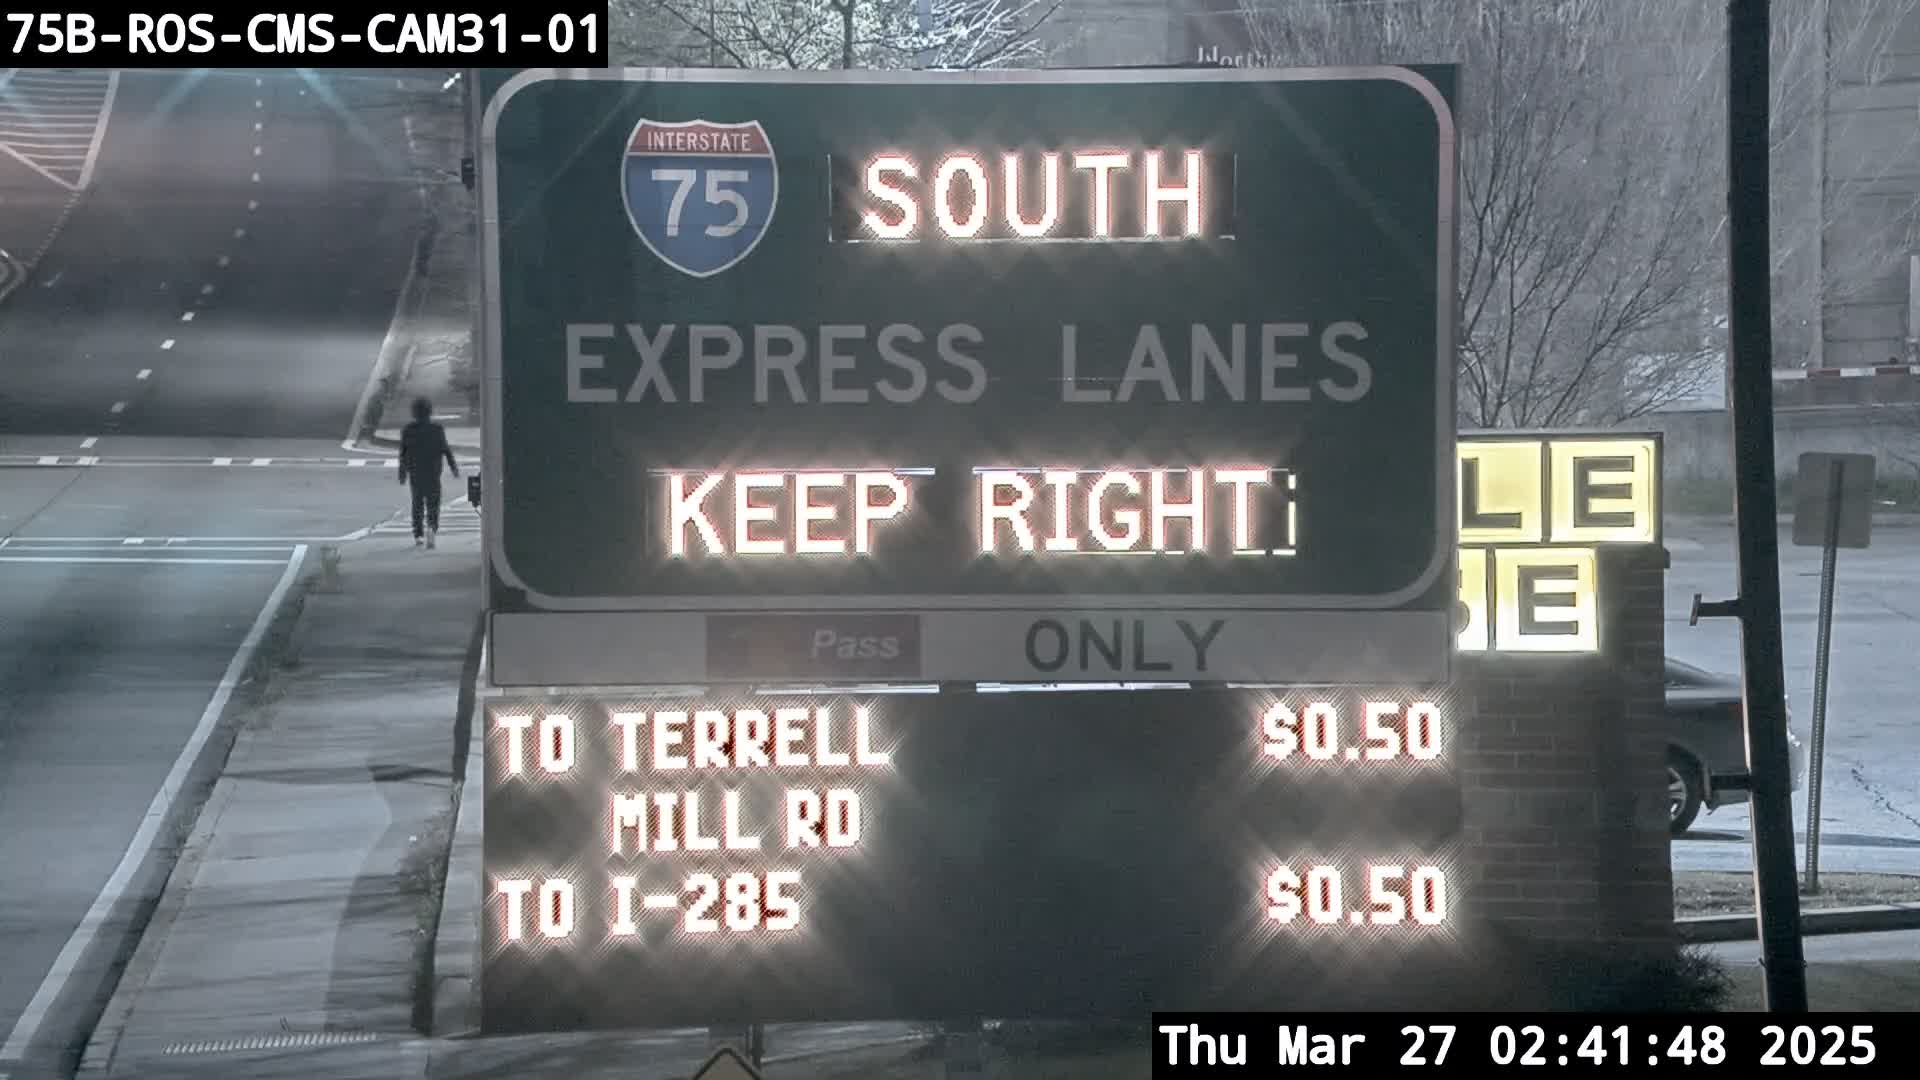 75B-ROS-CMS-CAM31-01
INTERSTATE
75
SOUTH
EXPRESS LANES
KEEP RIGHT
Pass ONLY
TO TERRELL $0.50
MILL RD
TO I-285 $0.50
LE
E
Thu Mar 27 02:41:48 2025